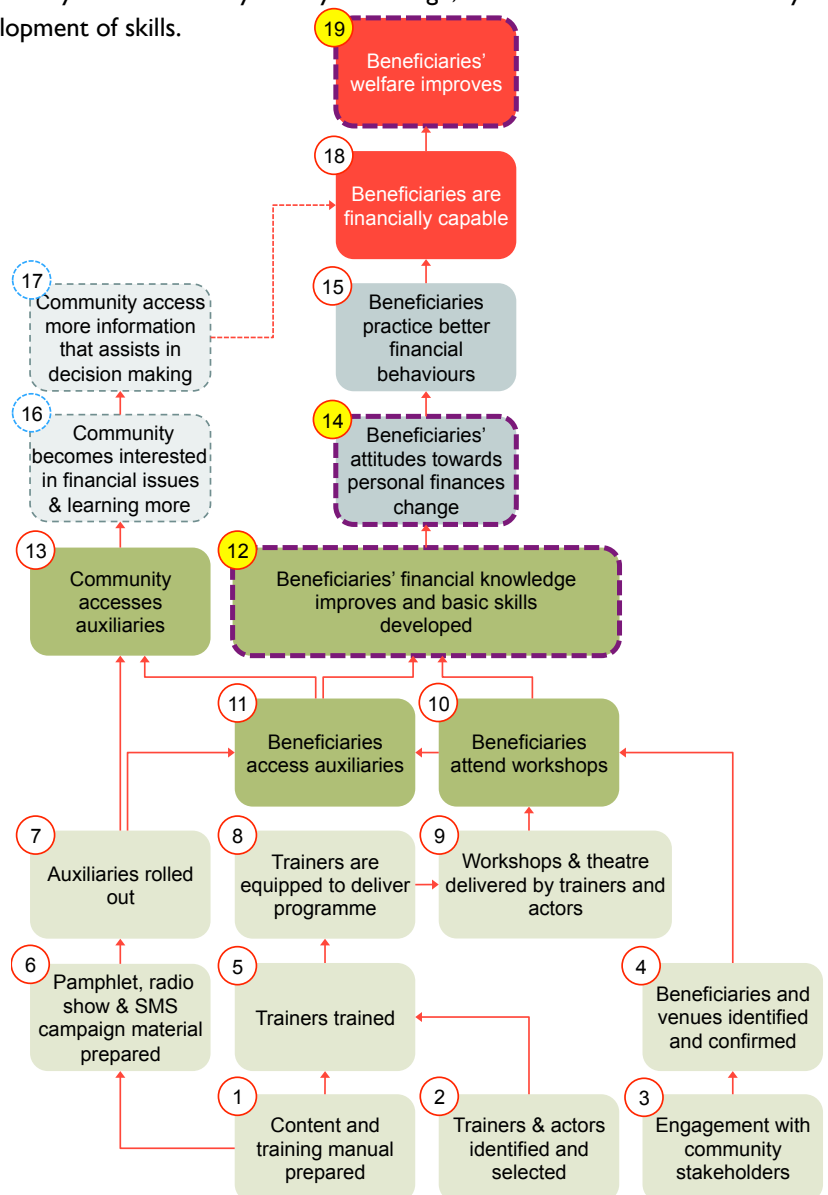 lopment of skills.
19
Beneficiaries'
welfare improves
18
Beneficiaries are
financially capable
17
Community access
more information
that assists in
decision making
15
Beneficiaries
practice better
financial
behaviours
16
Community
becomes interested
in financial issues
& learning more
14
Beneficiaries'
attitudes towards
personal finances
change
13
Community
accesses
auxiliaries
12
Beneficiaries' financial knowledge
improves and basic skills
developed
11
Beneficiaries
access auxiliaries
10
Beneficiaries
attend workshops
7
Auxiliaries rolled
out
8
Trainers are
equipped to deliver
programme
9
Workshops & theatre
delivered by trainers and
actors
6
Pamphlet, radio
show & SMS
campaign material
prepared
5
Trainers trained
4
Beneficiaries and
venues identified
and confirmed
1
Content and
training manual
prepared
2
Trainers & actors
identified and
selected
3
Engagement with
community
stakeholders